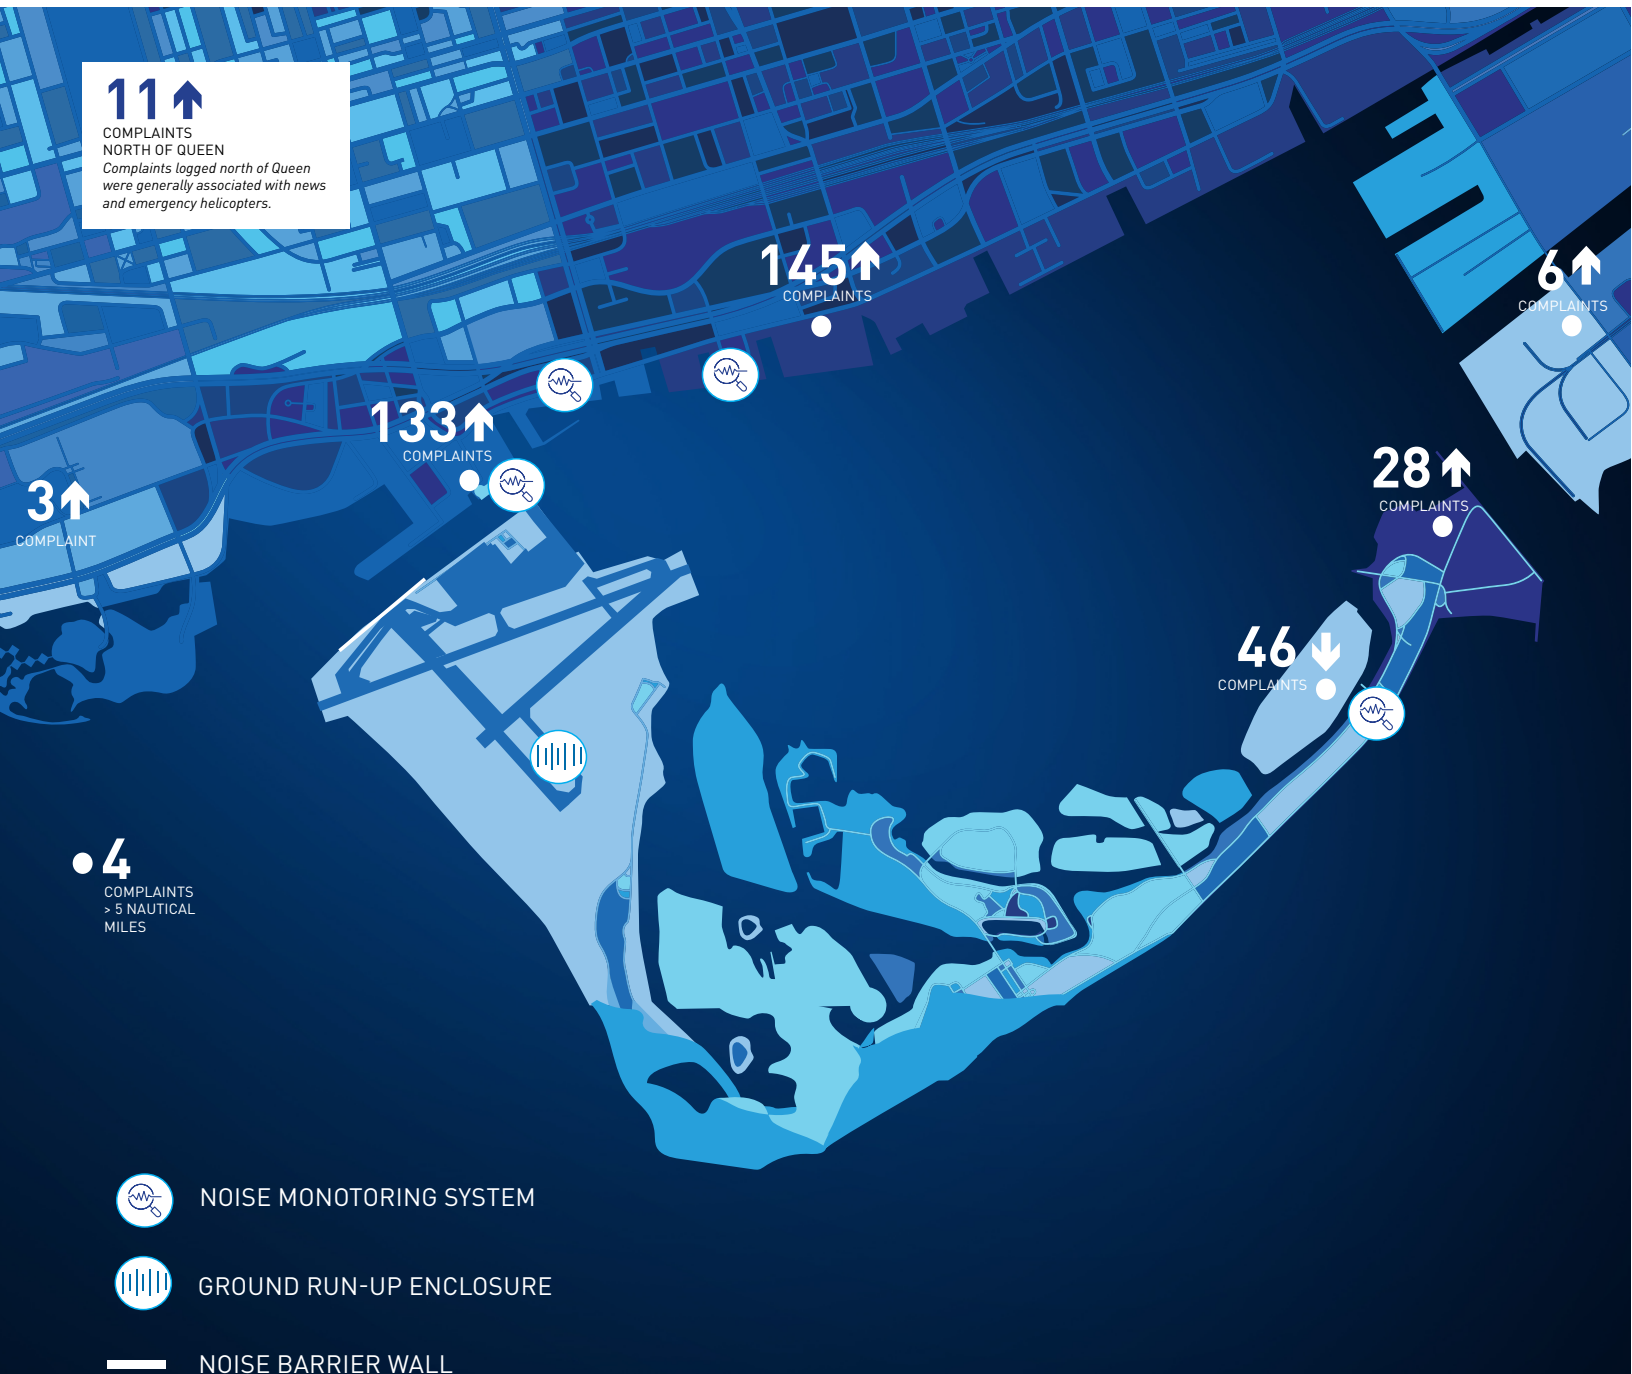 11
COMPLAINTS
NORTH OF QUEEN
Complaints logged north of Queen
were generally associated with news
and emergency helicopters.
145
COMPLAINTS
6
COMPLAINTS
133
COMPLAINTS
28
COMPLAINTS
3
COMPLAINT
46
COMPLAINTS
4
COMPLAINTS
> 5 NAUTICAL
MILES
NOISE MONOTORING SYSTEM
GROUND RUN-UP ENCLOSURE
NOISE BARRIER WALL